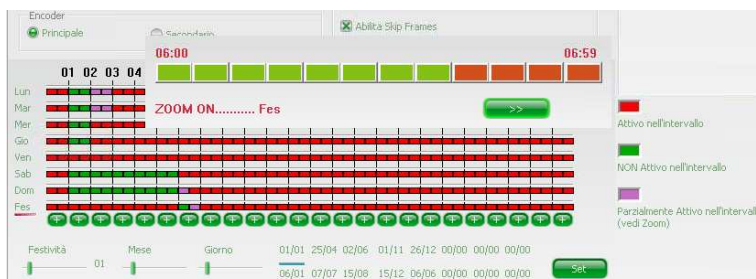 Encoder
Principale
Secondario
Abilita Skip Frames
06:00 06:59
ZOOM ON.......... Fes
>>
01 02 03 04
Lun
Mar
Mer
Gio
Ven
Sab
Dom
Fes
Attivo nell'intervallo
NON Attivo nell'intervallo
Parzialmente Attivo nell'interval
(vedi Zoom)
Festività 01 Mese Giorno
01/01 25/04 02/06 01/11 26/12 00/00 00/00 00/00
06/01 07/07 15/08 15/12 06/06 00/00 00/00 00/00
Set